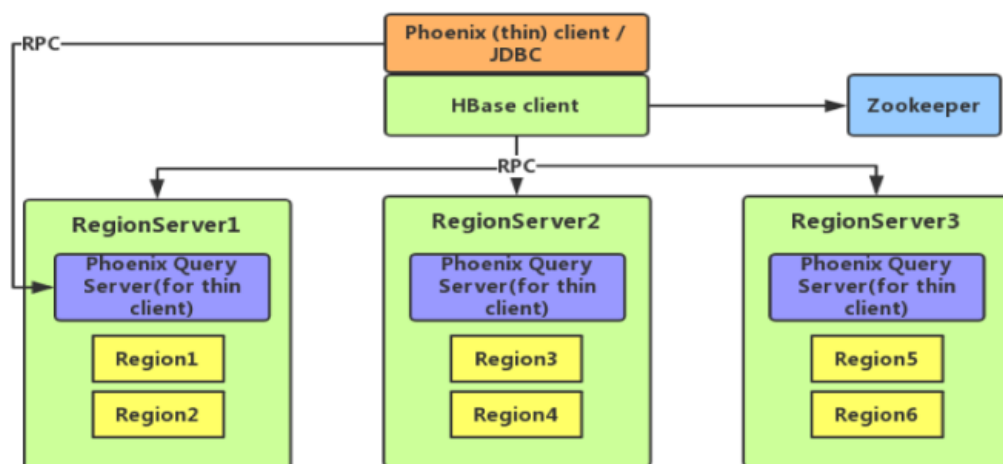 RPC
Phoenix (thin) client /
JDBC
HBase client
Zookeeper
RPC
RegionServer1
Phoenix Query
Server(for thin
client)
Region1
Region2
RegionServer2
Phoenix Query
Server(for thin
client)
Region3
Region4
RegionServer3
Phoenix Query
Server(for thin
client)
Region5
Region6